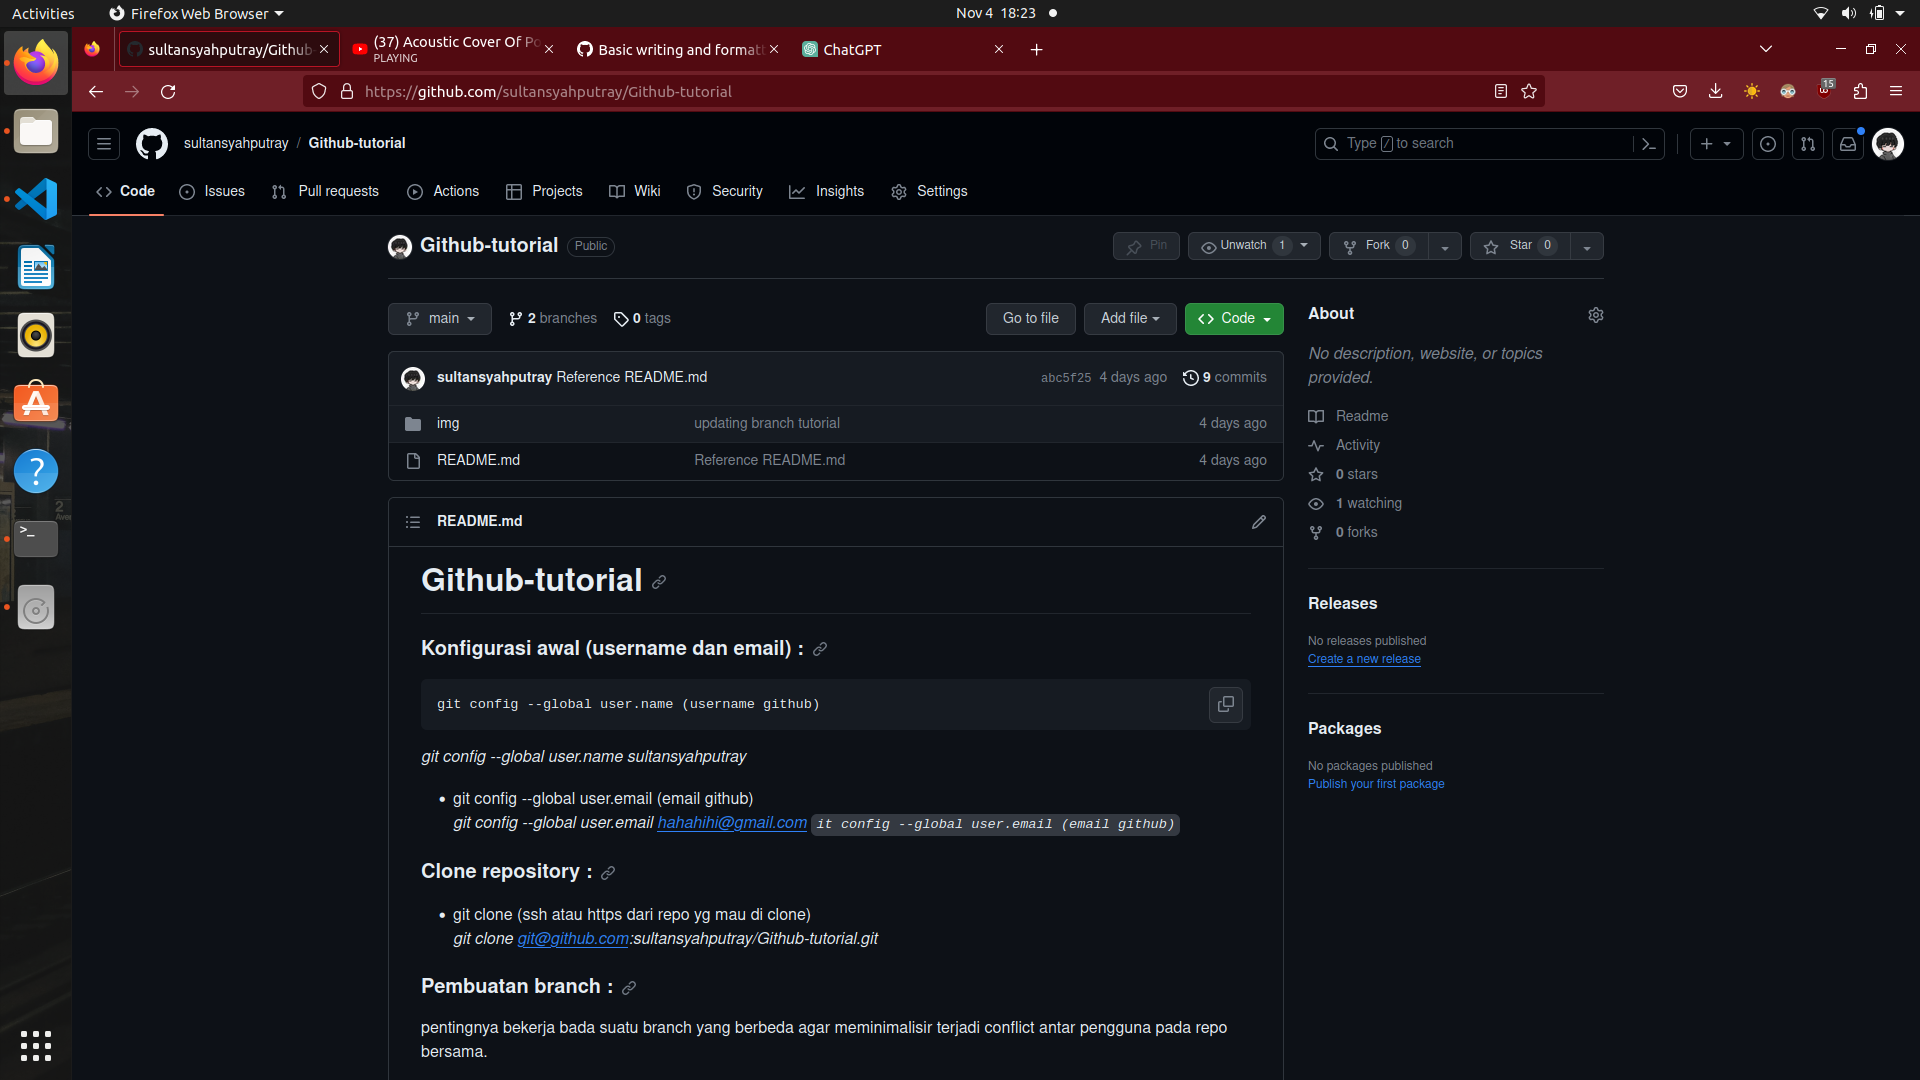 Activities Firefox Web Browser Nov 4 18:23
sultansyahputray/Github- (37) Acoustic Cover Of Po PLAYING Basic writing and formatt ChatGPT
https://github.com/sultansyahputray/Github-tutorial 15
sultansyahputray / Github-tutorial Type / to search
Code Issues Pull requests Actions Projects Wiki Security Insights Settings
Github-tutorial Public Pin Unwatch 1 Fork 0 Star 0
main 2 branches 0 tags Go to file Add file Code
sultansyahputray Reference README.md abc5f25 4 days ago 9 commits
img updating branch tutorial 4 days ago
README.md Reference README.md 4 days ago
README.md
Github-tutorial
Konfigurasi awal (username dan email) :
git config --global user.name (username github)
git config --global user.name sultansyahputray
• git config --global user.email (email github)
git config --global user.email hahahihi@gmail.com it config --global user.email (email github)
Clone repository :
• git clone (ssh atau https dari repo yg mau di clone)
git clone git@github.com:sultansyahputray/Github-tutorial.git
Pembuatan branch :
pentingnya bekerja bada suatu branch yang berbeda agar meminimalisir terjadi conflict antar pengguna pada repo
bersama.
About
No description, website, or topics
provided.
Readme
Activity
0 stars
1 watching
0 forks
Releases
No releases published
Create a new release
Packages
No packages published
Publish your first package